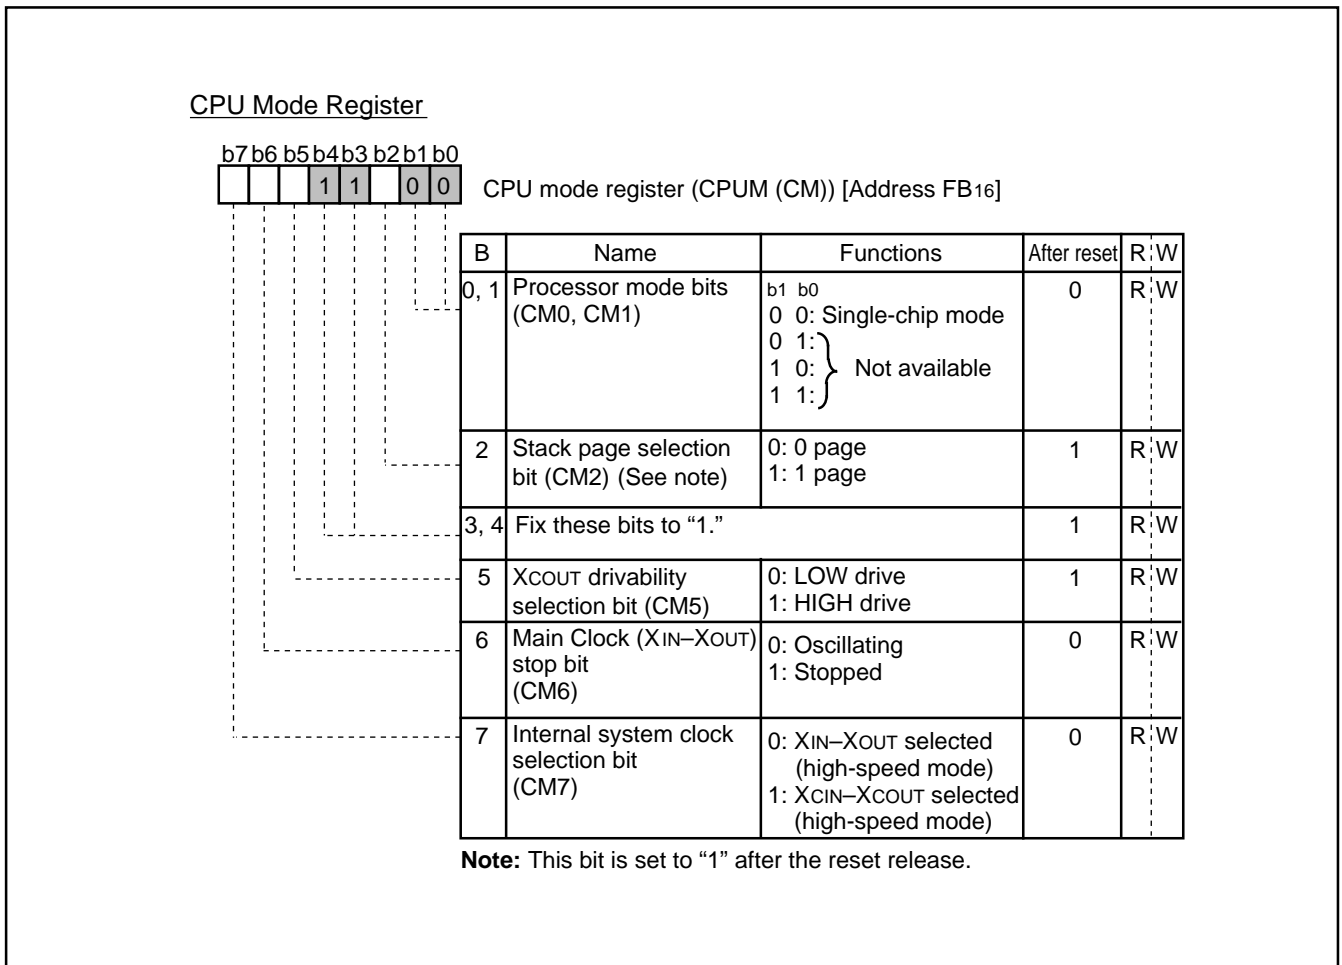 CPU Mode Register
b7 b6 b5 b4 b3 b2 b1 b0
1 1 0 0
CPU mode register (CPUM (CM)) [Address FB16]
B Name Functions After reset R W
0, 1 Processor mode bits (CM0, CM1)
b1 b0
0 0: Single-chip mode
0 1:
1 0: Not available
1 1:
0 R W
2 Stack page selection bit (CM2) (See note)
0: 0 page
1: 1 page
1 R W
3, 4 Fix these bits to “1.” 1 R W
5 XCOUT drivability selection bit (CM5)
0: LOW drive
1: HIGH drive
1 R W
6 Main Clock (XIN–XOUT) stop bit (CM6)
0: Oscillating
1: Stopped
0 R W
7 Internal system clock selection bit (CM7)
0: XIN–XOUT selected (high-speed mode)
1: XCIN–XCOUT selected (high-speed mode)
0 R W
Note: This bit is set to “1” after the reset release.